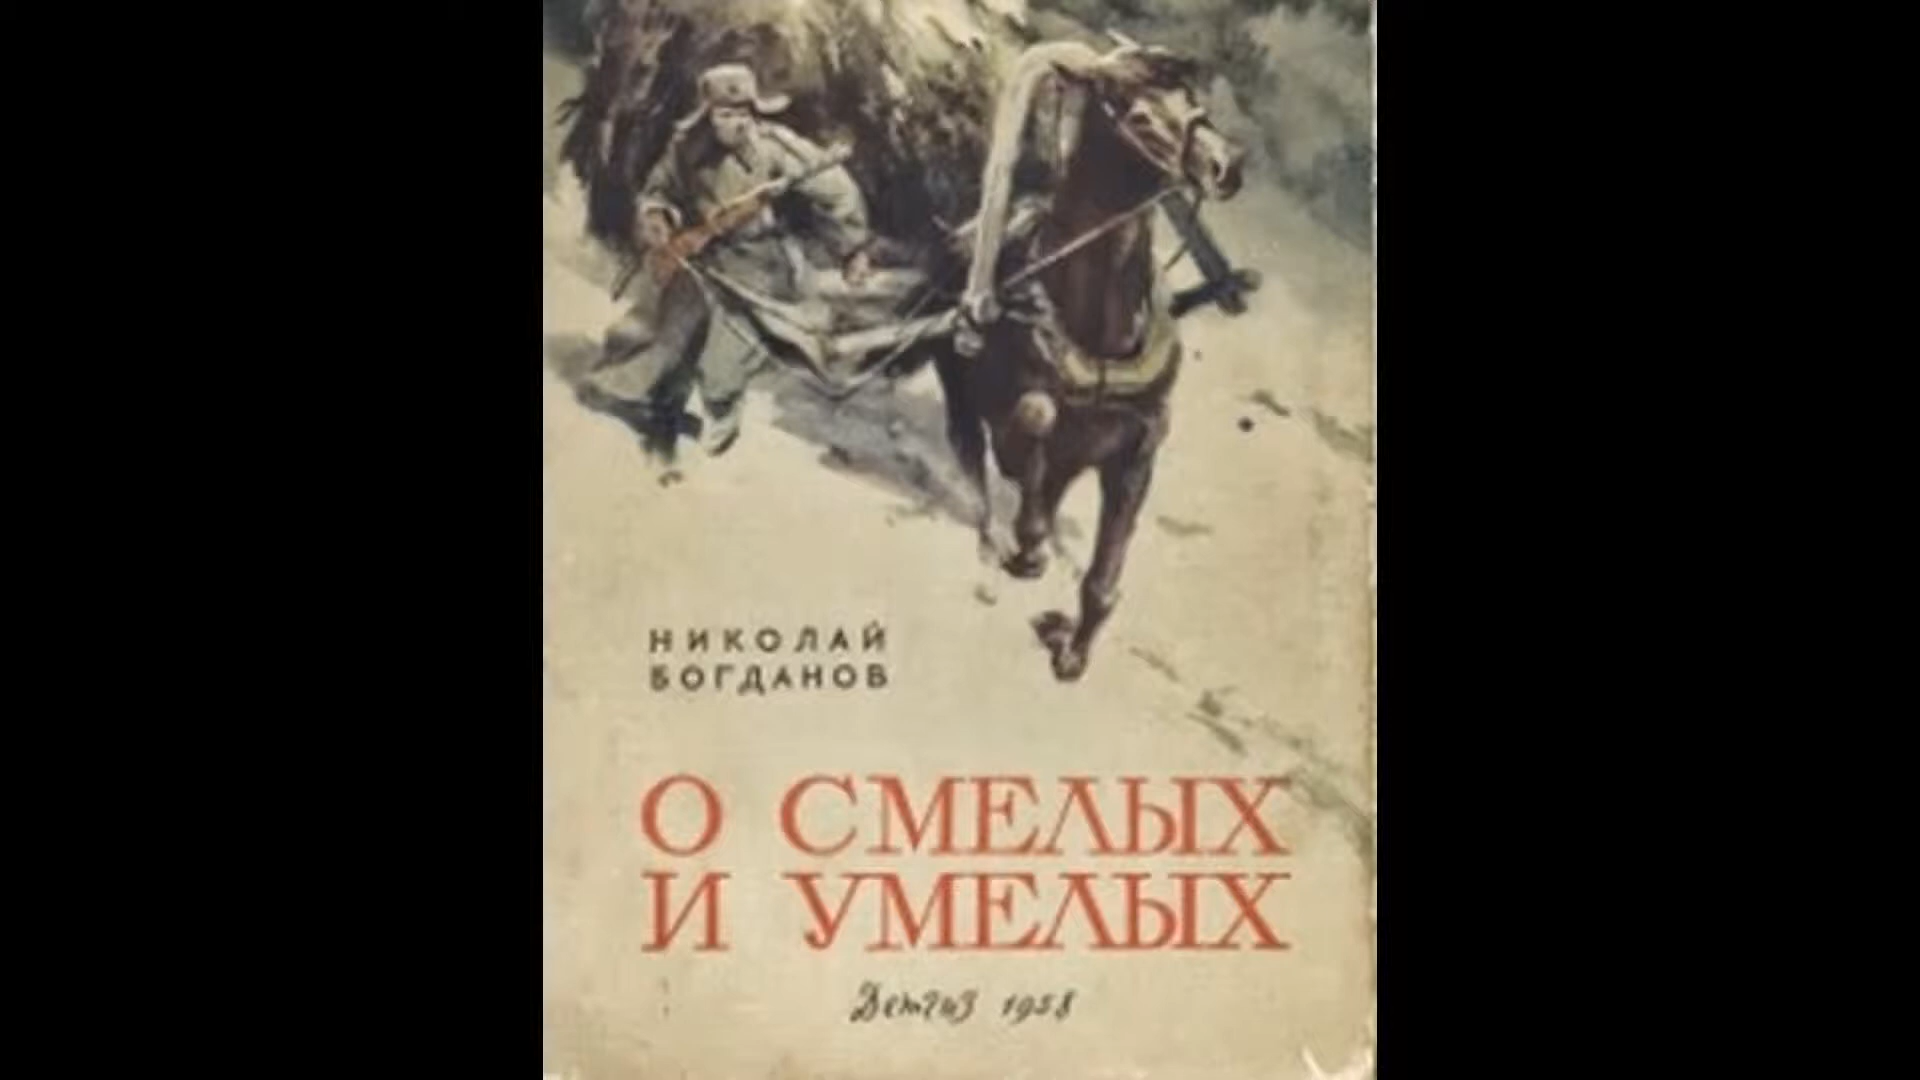 НИКОЛАЙ
БОГДАНОВ
О СМЕЛЫХ
И УМЕЛЫХ
Детгиз 1958